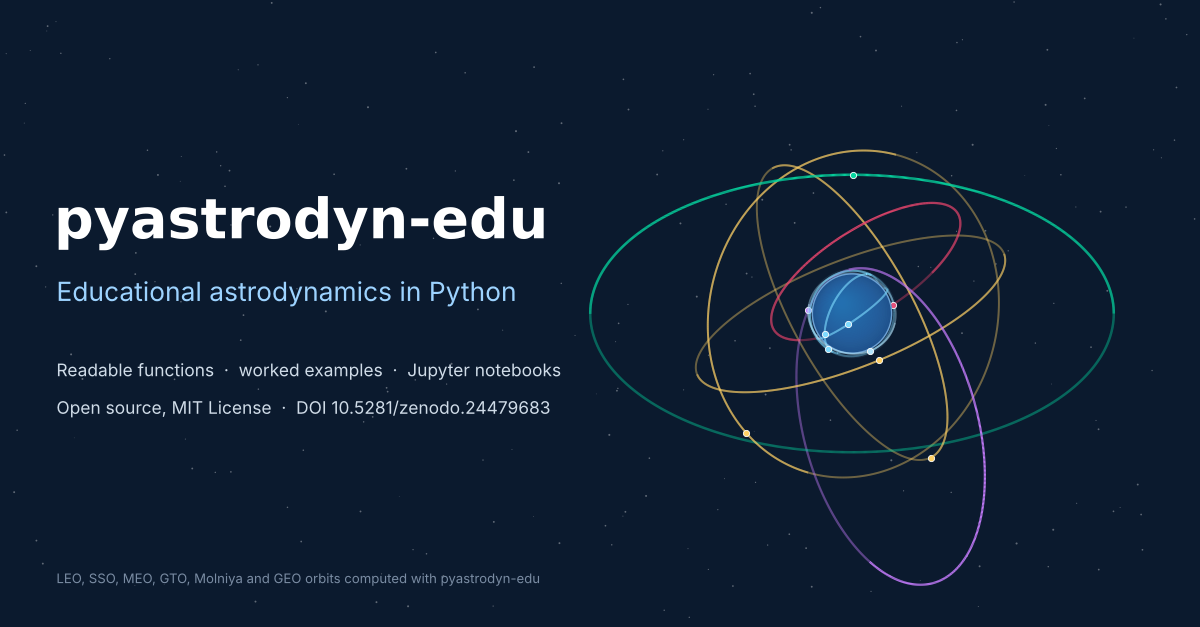 pyastrodyn-edu
Educational astrodynamics in Python
Readable functions · worked examples · Jupyter notebooks
Open source, MIT License · DOI 10.5281/zenodo.24479683
LEO, SSO, MEO, GTO, Molniya and GEO orbits computed with pyastrodyn-edu